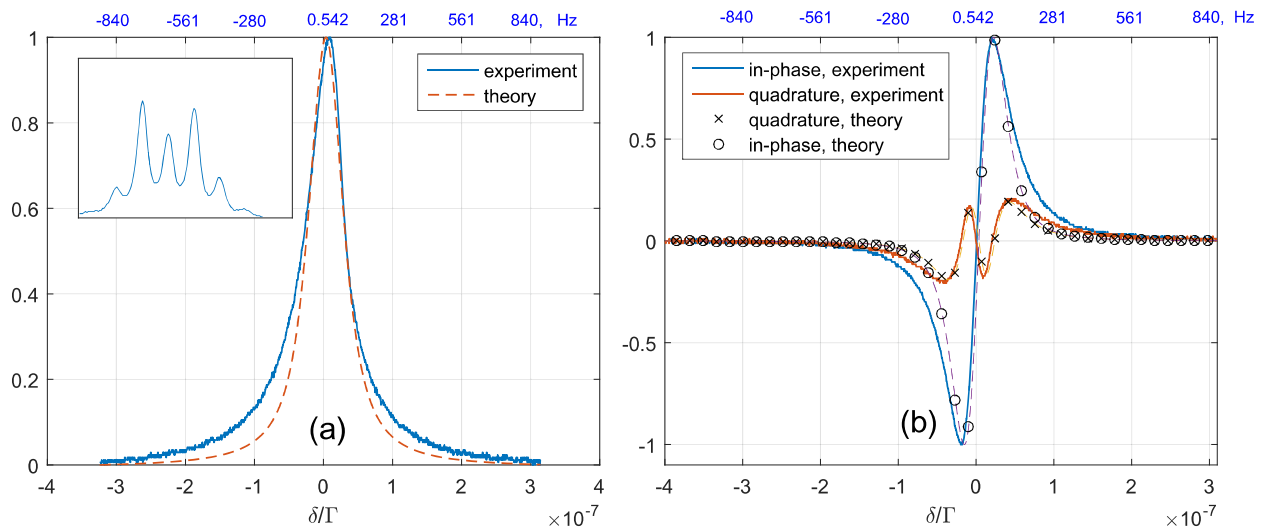 -840 -561 -280 0.542 281 561 840, Hz
1
0.8
0.6
0.4
0.2
0
experiment
theory
(a)
-4 -3 -2 -1 0 1 2 3 4
δ/Γ
×10⁻⁷
-840 -561 -280 0.542 281 561 840, Hz
1
0.5
0
-0.5
-1
in-phase, experiment
quadrature, experiment
quadrature, theory
in-phase, theory
(b)
-4 -3 -2 -1 0 1 2 3
δ/Γ
×10⁻⁷